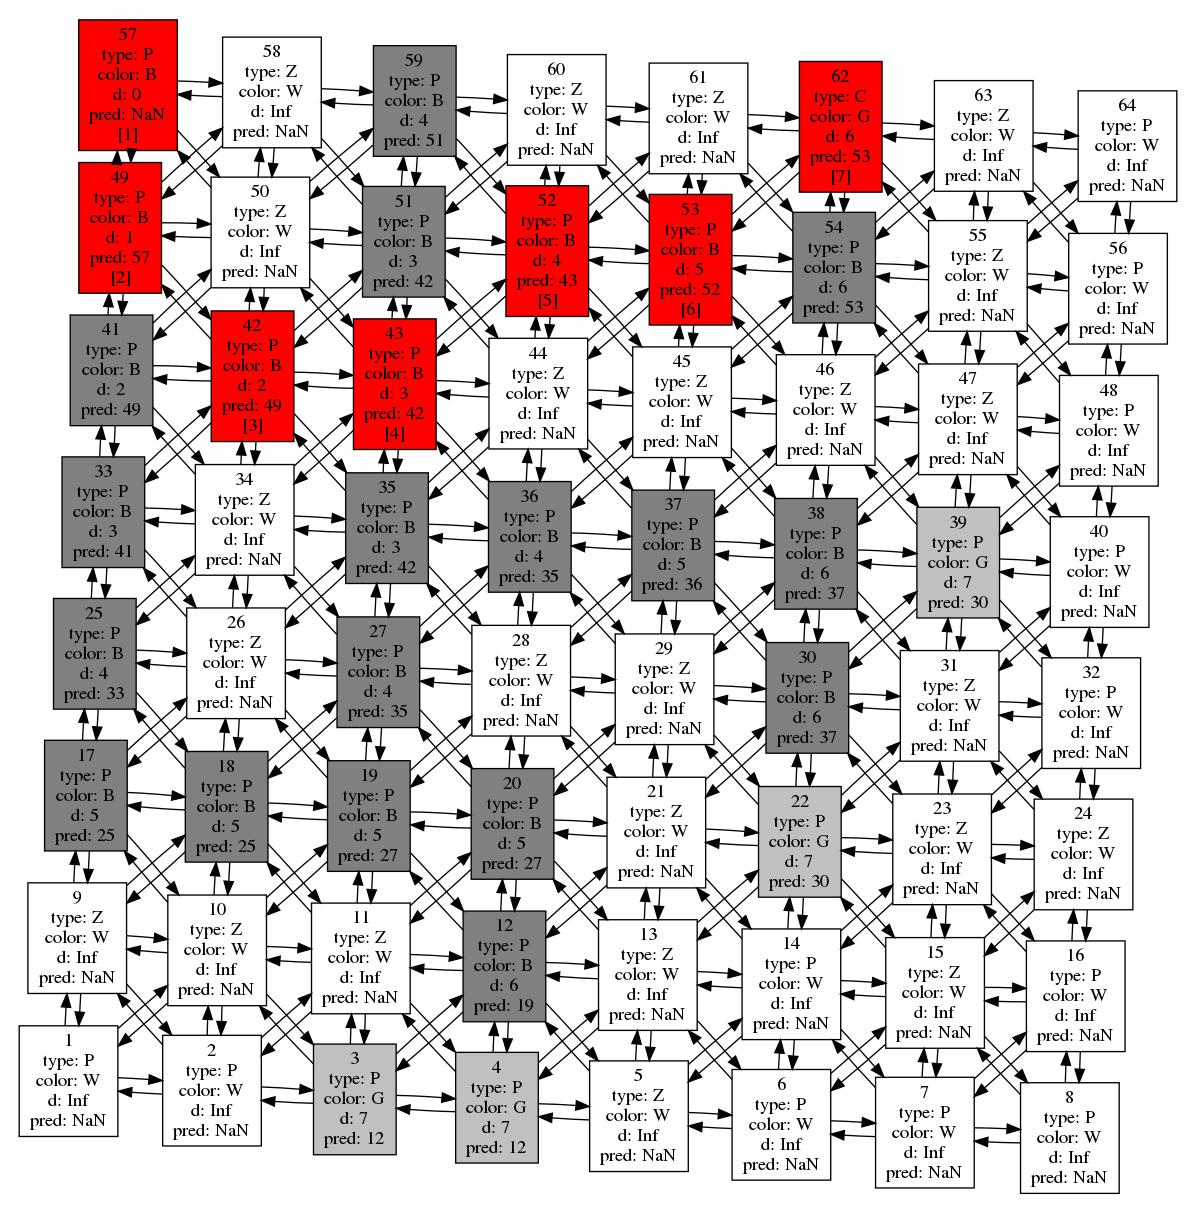 57
type: P
color: B
d: 0
pred: NaN
[1]
58
type: Z
color: W
d: Inf
pred: NaN
59
type: P
color: B
d: 4
pred: 51
60
type: Z
color: W
d: Inf
pred: NaN
61
type: Z
color: W
d: Inf
pred: NaN
62
type: C
color: G
d: 6
pred: 53
[7]
63
type: Z
color: W
d: Inf
pred: NaN
64
type: P
color: W
d: Inf
pred: NaN
49
type: P
color: B
d: 1
pred: 57
[2]
50
type: Z
color: W
d: Inf
pred: NaN
51
type: P
color: B
d: 3
pred: 42
52
type: P
color: B
d: 4
pred: 43
[5]
53
type: P
color: B
d: 5
pred: 52
[6]
54
type: P
color: B
d: 6
pred: 53
55
type: Z
color: W
d: Inf
pred: NaN
56
type: P
color: W
d: Inf
pred: NaN
41
type: P
color: B
d: 2
pred: 49
42
type: P
color: B
d: 2
pred: 49
[3]
43
type: P
color: B
d: 3
pred: 42
[4]
44
type: Z
color: W
d: Inf
pred: NaN
45
type: Z
color: W
d: Inf
pred: NaN
46
type: Z
color: W
d: Inf
pred: NaN
47
type: Z
color: W
d: Inf
pred: NaN
48
type: P
color: W
d: Inf
pred: NaN
33
type: P
color: B
d: 3
pred: 41
34
type: Z
color: W
d: Inf
pred: NaN
35
type: P
color: B
d: 3
pred: 42
36
type: P
color: B
d: 4
pred: 35
37
type: P
color: B
d: 5
pred: 36
38
type: P
color: B
d: 6
pred: 37
39
type: P
color: G
d: 7
pred: 30
40
type: P
color: W
d: Inf
pred: NaN
25
type: P
color: B
d: 4
pred: 33
26
type: Z
color: W
d: Inf
pred: NaN
27
type: P
color: B
d: 4
pred: 35
28
type: Z
color: W
d: Inf
pred: NaN
29
type: Z
color: W
d: Inf
pred: NaN
30
type: P
color: B
d: 6
pred: 37
31
type: Z
color: W
d: Inf
pred: NaN
32
type: P
color: W
d: Inf
pred: NaN
17
type: P
color: B
d: 5
pred: 25
18
type: P
color: B
d: 5
pred: 25
19
type: P
color: B
d: 5
pred: 27
20
type: P
color: B
d: 5
pred: 27
21
type: Z
color: W
d: Inf
pred: NaN
22
type: P
color: G
d: 7
pred: 30
23
type: Z
color: W
d: Inf
pred: NaN
24
type: Z
color: W
d: Inf
pred: NaN
9
type: Z
color: W
d: Inf
pred: NaN
10
type: Z
color: W
d: Inf
pred: NaN
11
type: Z
color: W
d: Inf
pred: NaN
12
type: P
color: B
d: 6
pred: 19
13
type: Z
color: W
d: Inf
pred: NaN
14
type: P
color: W
d: Inf
pred: NaN
15
type: Z
color: W
d: Inf
pred: NaN
16
type: P
color: W
d: Inf
pred: NaN
1
type: P
color: W
d: Inf
pred: NaN
2
type: P
color: W
d: Inf
pred: NaN
3
type: P
color: G
d: 7
pred: 12
4
type: P
color: G
d: 7
pred: 12
5
type: Z
color: W
d: Inf
pred: NaN
6
type: P
color: W
d: Inf
pred: NaN
7
type: P
color: W
d: Inf
pred: NaN
8
type: P
color: W
d: Inf
pred: NaN